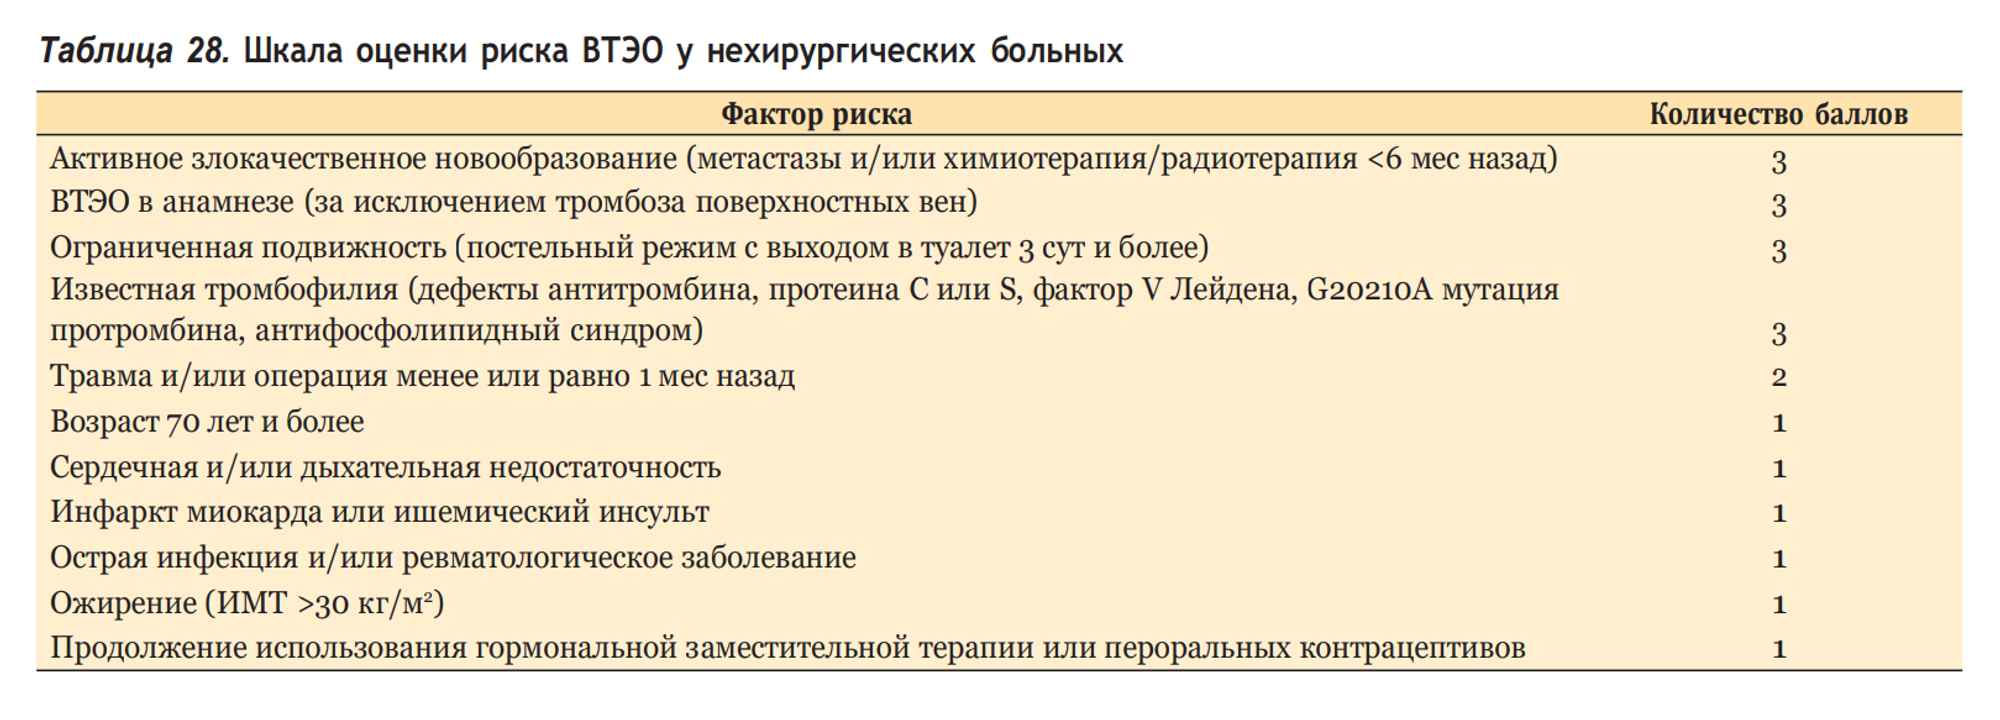 Таблица 28. Шкала оценки риска ВТЭО у нехирургических больных
Фактор риска Количество баллов
Активное злокачественное новообразование (метастазы и/или химиотерапия/радиотерапия <6 мес назад) 3
ВТЭО в анамнезе (за исключением тромбоза поверхностных вен) 3
Ограниченная подвижность (постельный режим с выходом в туалет 3 сут и более) 3
Известная тромбофилия (дефекты антитромбина, протеина С или S, фактор V Лейдена, G20210A мутация
протромбина, антифосфолипидный синдром) 3
Травма и/или операция менее или равно 1 мес назад 2
Возраст 70 лет и более 1
Сердечная и/или дыхательная недостаточность 1
Инфаркт миокарда или ишемический инсульт 1
Острая инфекция и/или ревматологическое заболевание 1
Ожирение (ИМТ >30 кг/м²) 1
Продолжение использования гормональной заместительной терапии или пероральных контрацептивов 1